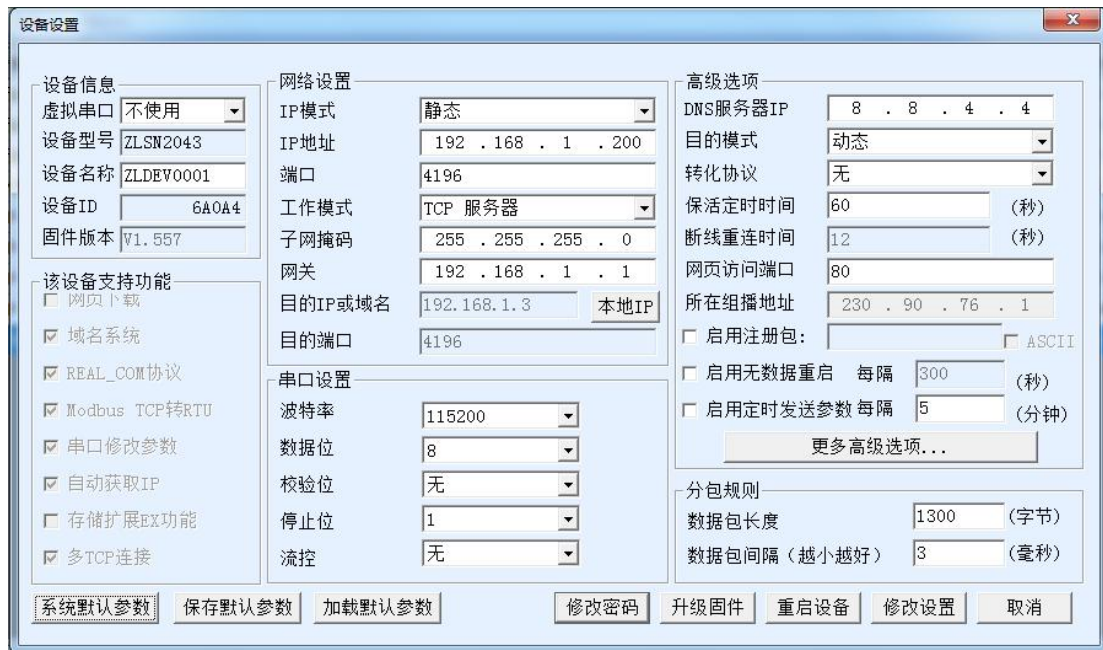 设备设置
设备信息
虚拟串口 不使用
设备型号 ZLSN2043
设备名称 ZLDEV0001
设备ID 6A0A4
固件版本 V1.557
该设备支持功能
网页下载
域名系统
REAL_COM协议
Modbus TCP转RTU
串口修改参数
自动获取IP
存储扩展EX功能
多TCP连接
网络设置
IP模式 静态
IP地址 192 . 168 . 1 . 200
端口 4196
工作模式 TCP 服务器
子网掩码 255 . 255 . 255 . 0
网关 192 . 168 . 1 . 1
目的IP或域名 192.168.1.3 本地IP
目的端口 4196
串口设置
波特率 115200
数据位 8
校验位 无
停止位 1
流控 无
高级选项
DNS服务器IP 8 . 8 . 4 . 4
目的模式 动态
转化协议 无
保活定时时间 60 (秒)
断线重连时间 12 (秒)
网页访问端口 80
所在组播地址 230 . 90 . 76 . 1
启用注册包: ASCII
启用无数据重启 每隔 300 (秒)
启用定时发送参数 每隔 5 (分钟)
更多高级选项...
分包规则
数据包长度 1300 (字节)
数据包间隔（越小越好） 3 (毫秒)
系统默认参数 保存默认参数 加载默认参数 修改密码 升级固件 重启设备 修改设置 取消